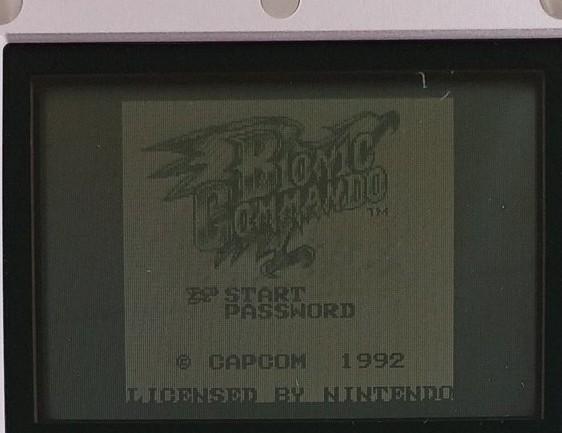 BIONIC
COMMANDO
TM
START
PASSWORD
© CAPCOM 1992
LICENSED BY NINTENDO